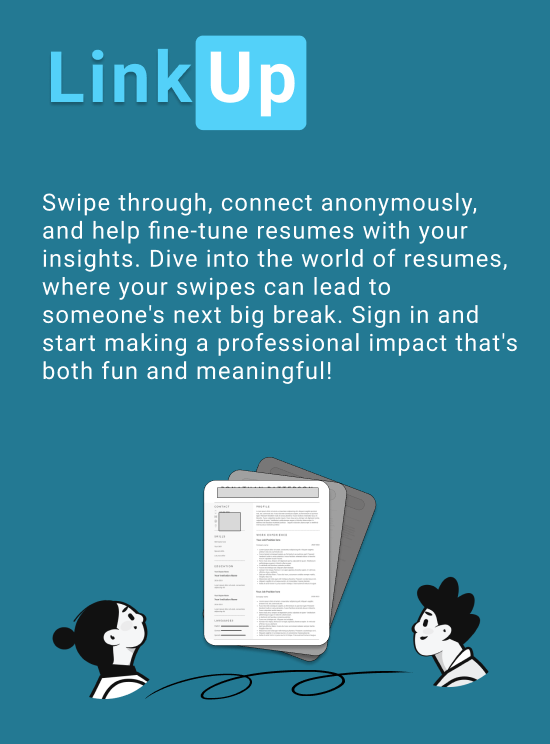 LinkUp
Swipe through, connect anonymously,
and help fine-tune resumes with your
insights. Dive into the world of resumes,
where your swipes can lead to
someone's next big break. Sign in and
start making a professional impact that's
both fun and meaningful!
CONTACT
PROFILE
SKILLS
WORK EXPERIENCE
EDUCATION
LANGUAGES